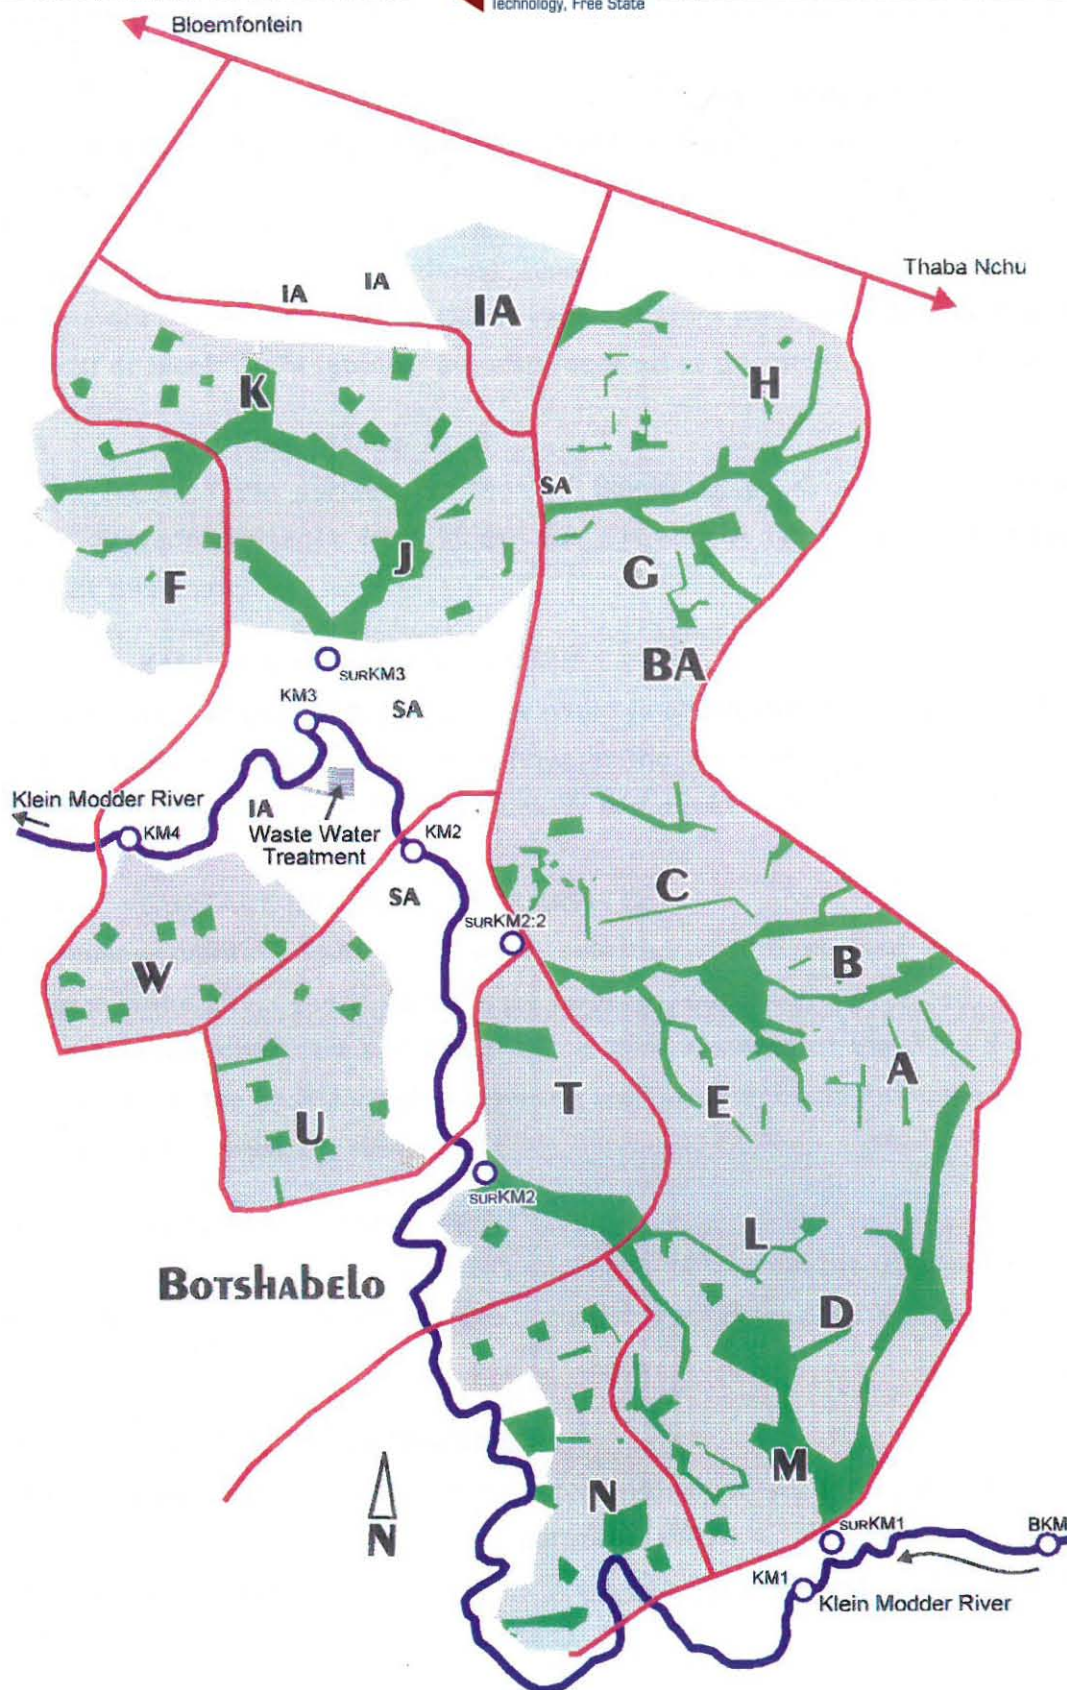 Technology, Free State
Bloemfontein
Thaba Nchu
IA
IA
IA
H
K
SA
G
J
F
BA
SURKM3
KM3
SA
Klein Modder River
IA
KM4
Waste Water
Treatment
KM2
SA
C
SURKM2:2
B
W
A
T
E
U
SURKM2
L
BOTSHABELO
D
M
N
N
SURKM1
BKM
KM1
Klein Modder River